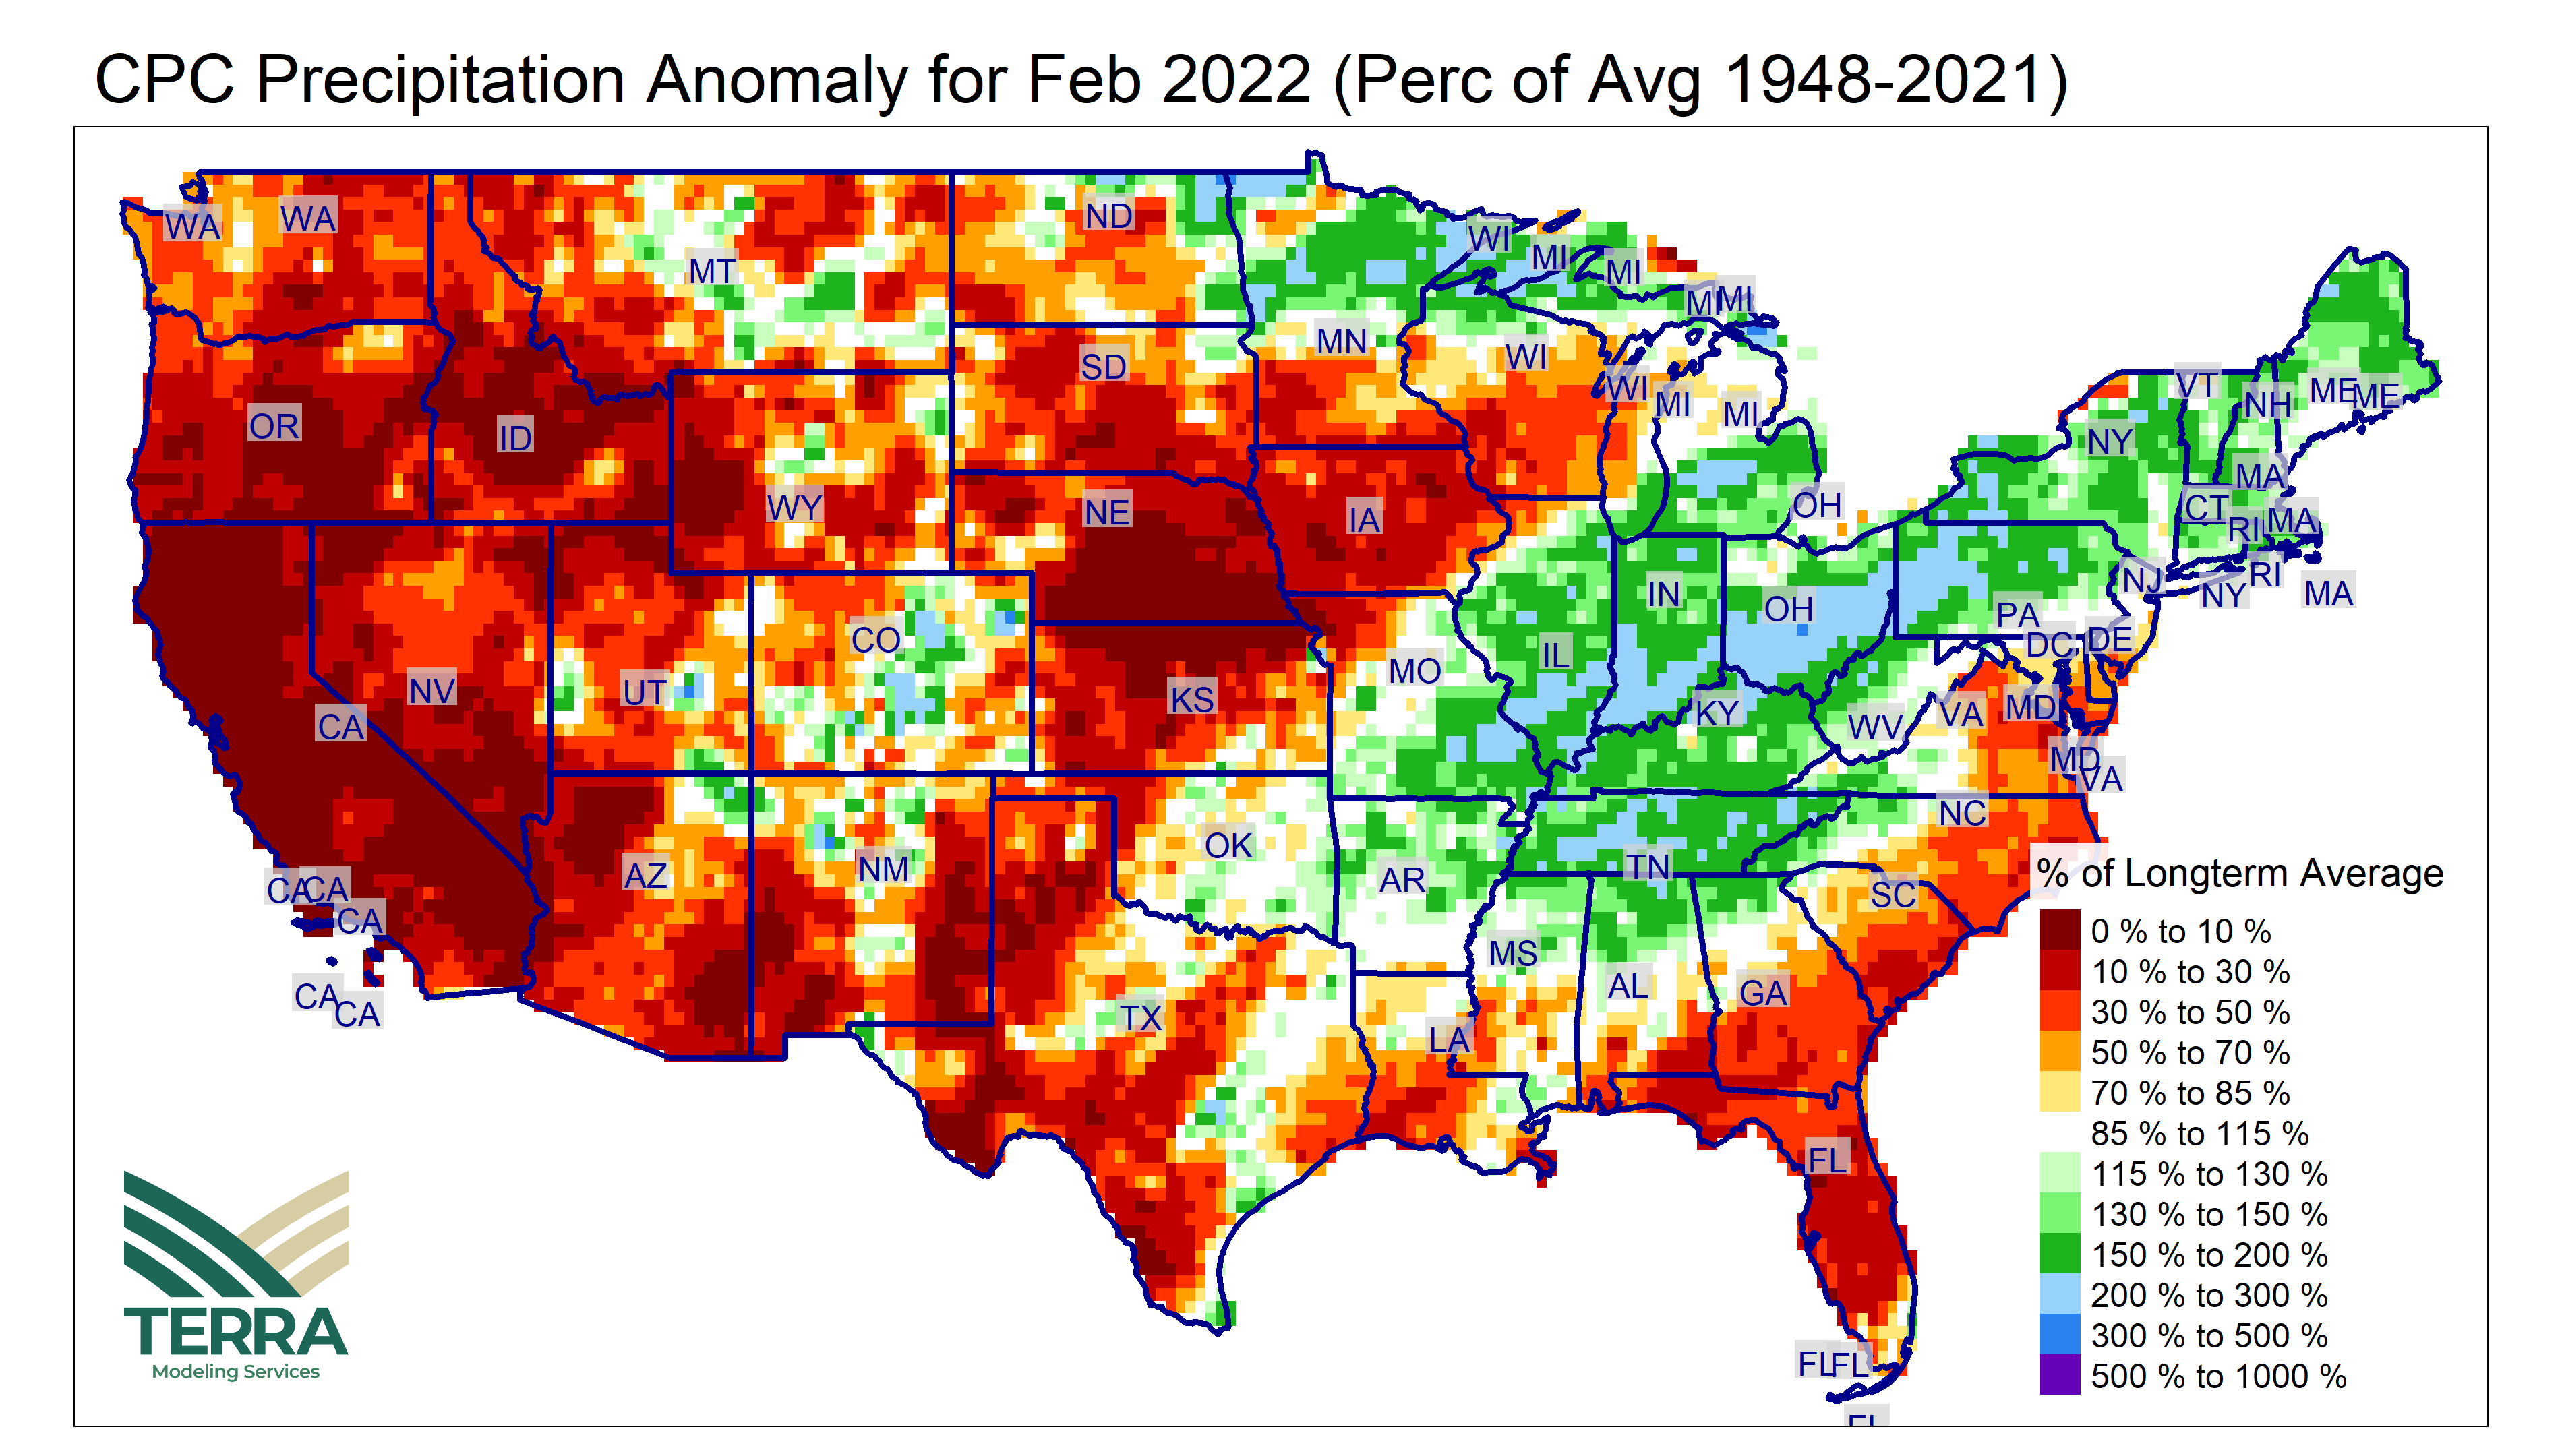 CPC Precipitation Anomaly for Feb 2022 (Perc of Avg 1948-2021)
WA
WA
MT
ND
WI
MI
MI
MI
MI
MN
WI
SD
WI
MI
MI
VT
NH
ME
ME
OR
ID
NY
MA
WY
NE
IA
OH
CT
RI
MA
IN
OH
NJ
NY
RI
MA
PA
DC
DE
CO
MO
IL
NV
UT
KS
KY
WV
VA
MD
CA
MD
VA
NC
AZ
NM
OK
AR
TN
SC
CA
CA
CA
MS
AL
GA
CA
CA
TX
LA
FL
FL
FL
FL
% of Longterm Average
0 % to 10 %
10 % to 30 %
30 % to 50 %
50 % to 70 %
70 % to 85 %
85 % to 115 %
115 % to 130 %
130 % to 150 %
150 % to 200 %
200 % to 300 %
300 % to 500 %
500 % to 1000 %
TERRA
Modeling Services